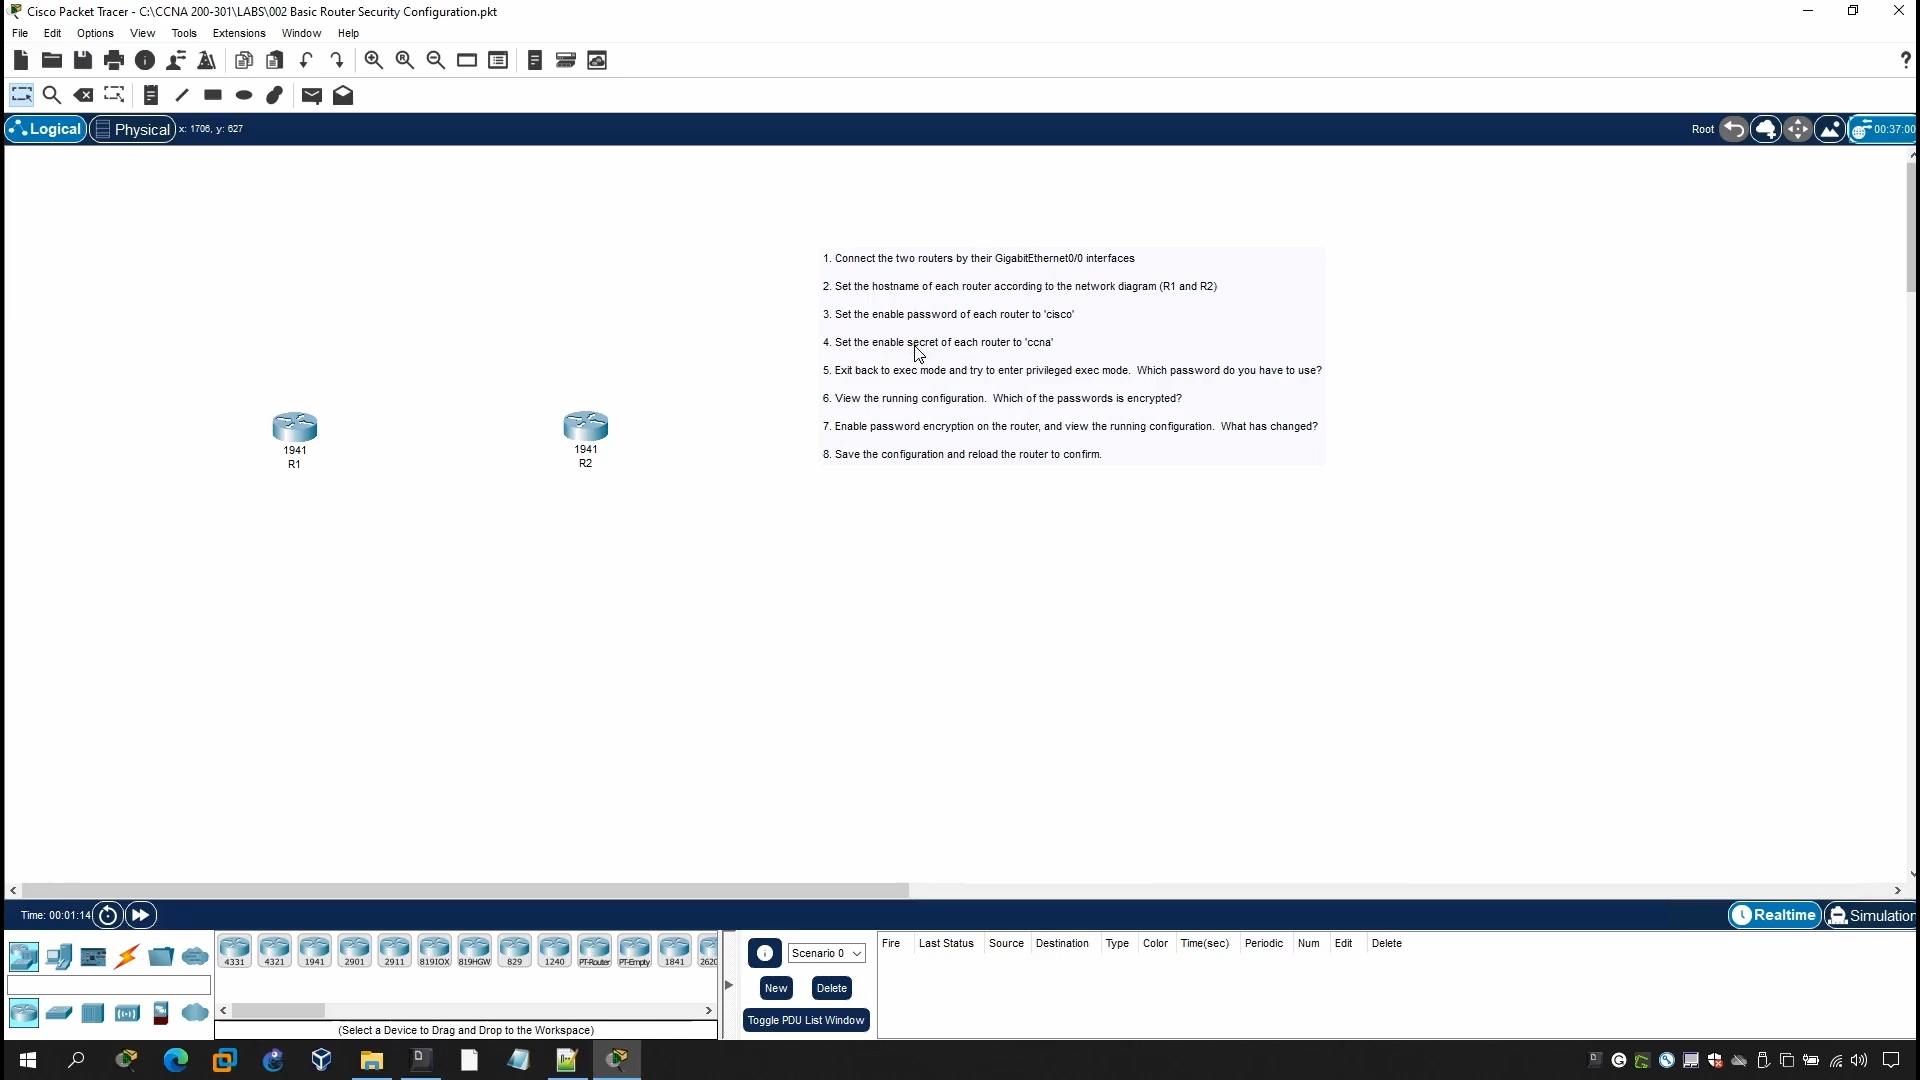 Cisco Packet Tracer - C:\CCNA 200-301\LABS\002 Basic Router Security Configuration.pkt
File Edit Options View Tools Extensions Window Help
Logical Physical x: 1706, y: 627 Root 00:37:00
1. Connect the two routers by their GigabitEthernet0/0 interfaces
2. Set the hostname of each router according to the network diagram (R1 and R2)
3. Set the enable password of each router to 'cisco'
4. Set the enable secret of each router to 'ccna'
5. Exit back to exec mode and try to enter privileged exec mode.  Which password do you have to use?
6. View the running configuration.  Which of the passwords is encrypted?
7. Enable password encryption on the router, and view the running configuration.  What has changed?
8. Save the configuration and reload the router to confirm.
1941
R1
1941
R2
Time: 00:01:14 Realtime Simulation
4331 4321 1941 2901 2911 819IOX 819HGW 829 1240 PT-Router PT-Empty 1841 2620
(Select a Device to Drag and Drop to the Workspace)
Scenario 0
New Delete
Toggle PDU List Window
Fire Last Status Source Destination Type Color Time(sec) Periodic Num Edit Delete